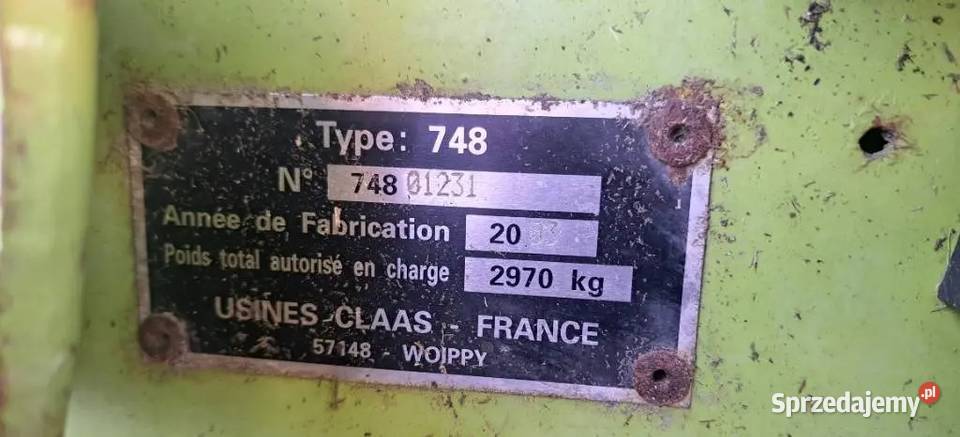 Type: 748
N° 748 01231
Année de Fabrication 2003
Poids total autorisé en charge 2970 kg
USINES CLAAS - FRANCE
57148 - WOIPPY
Sprzedajemy.pl